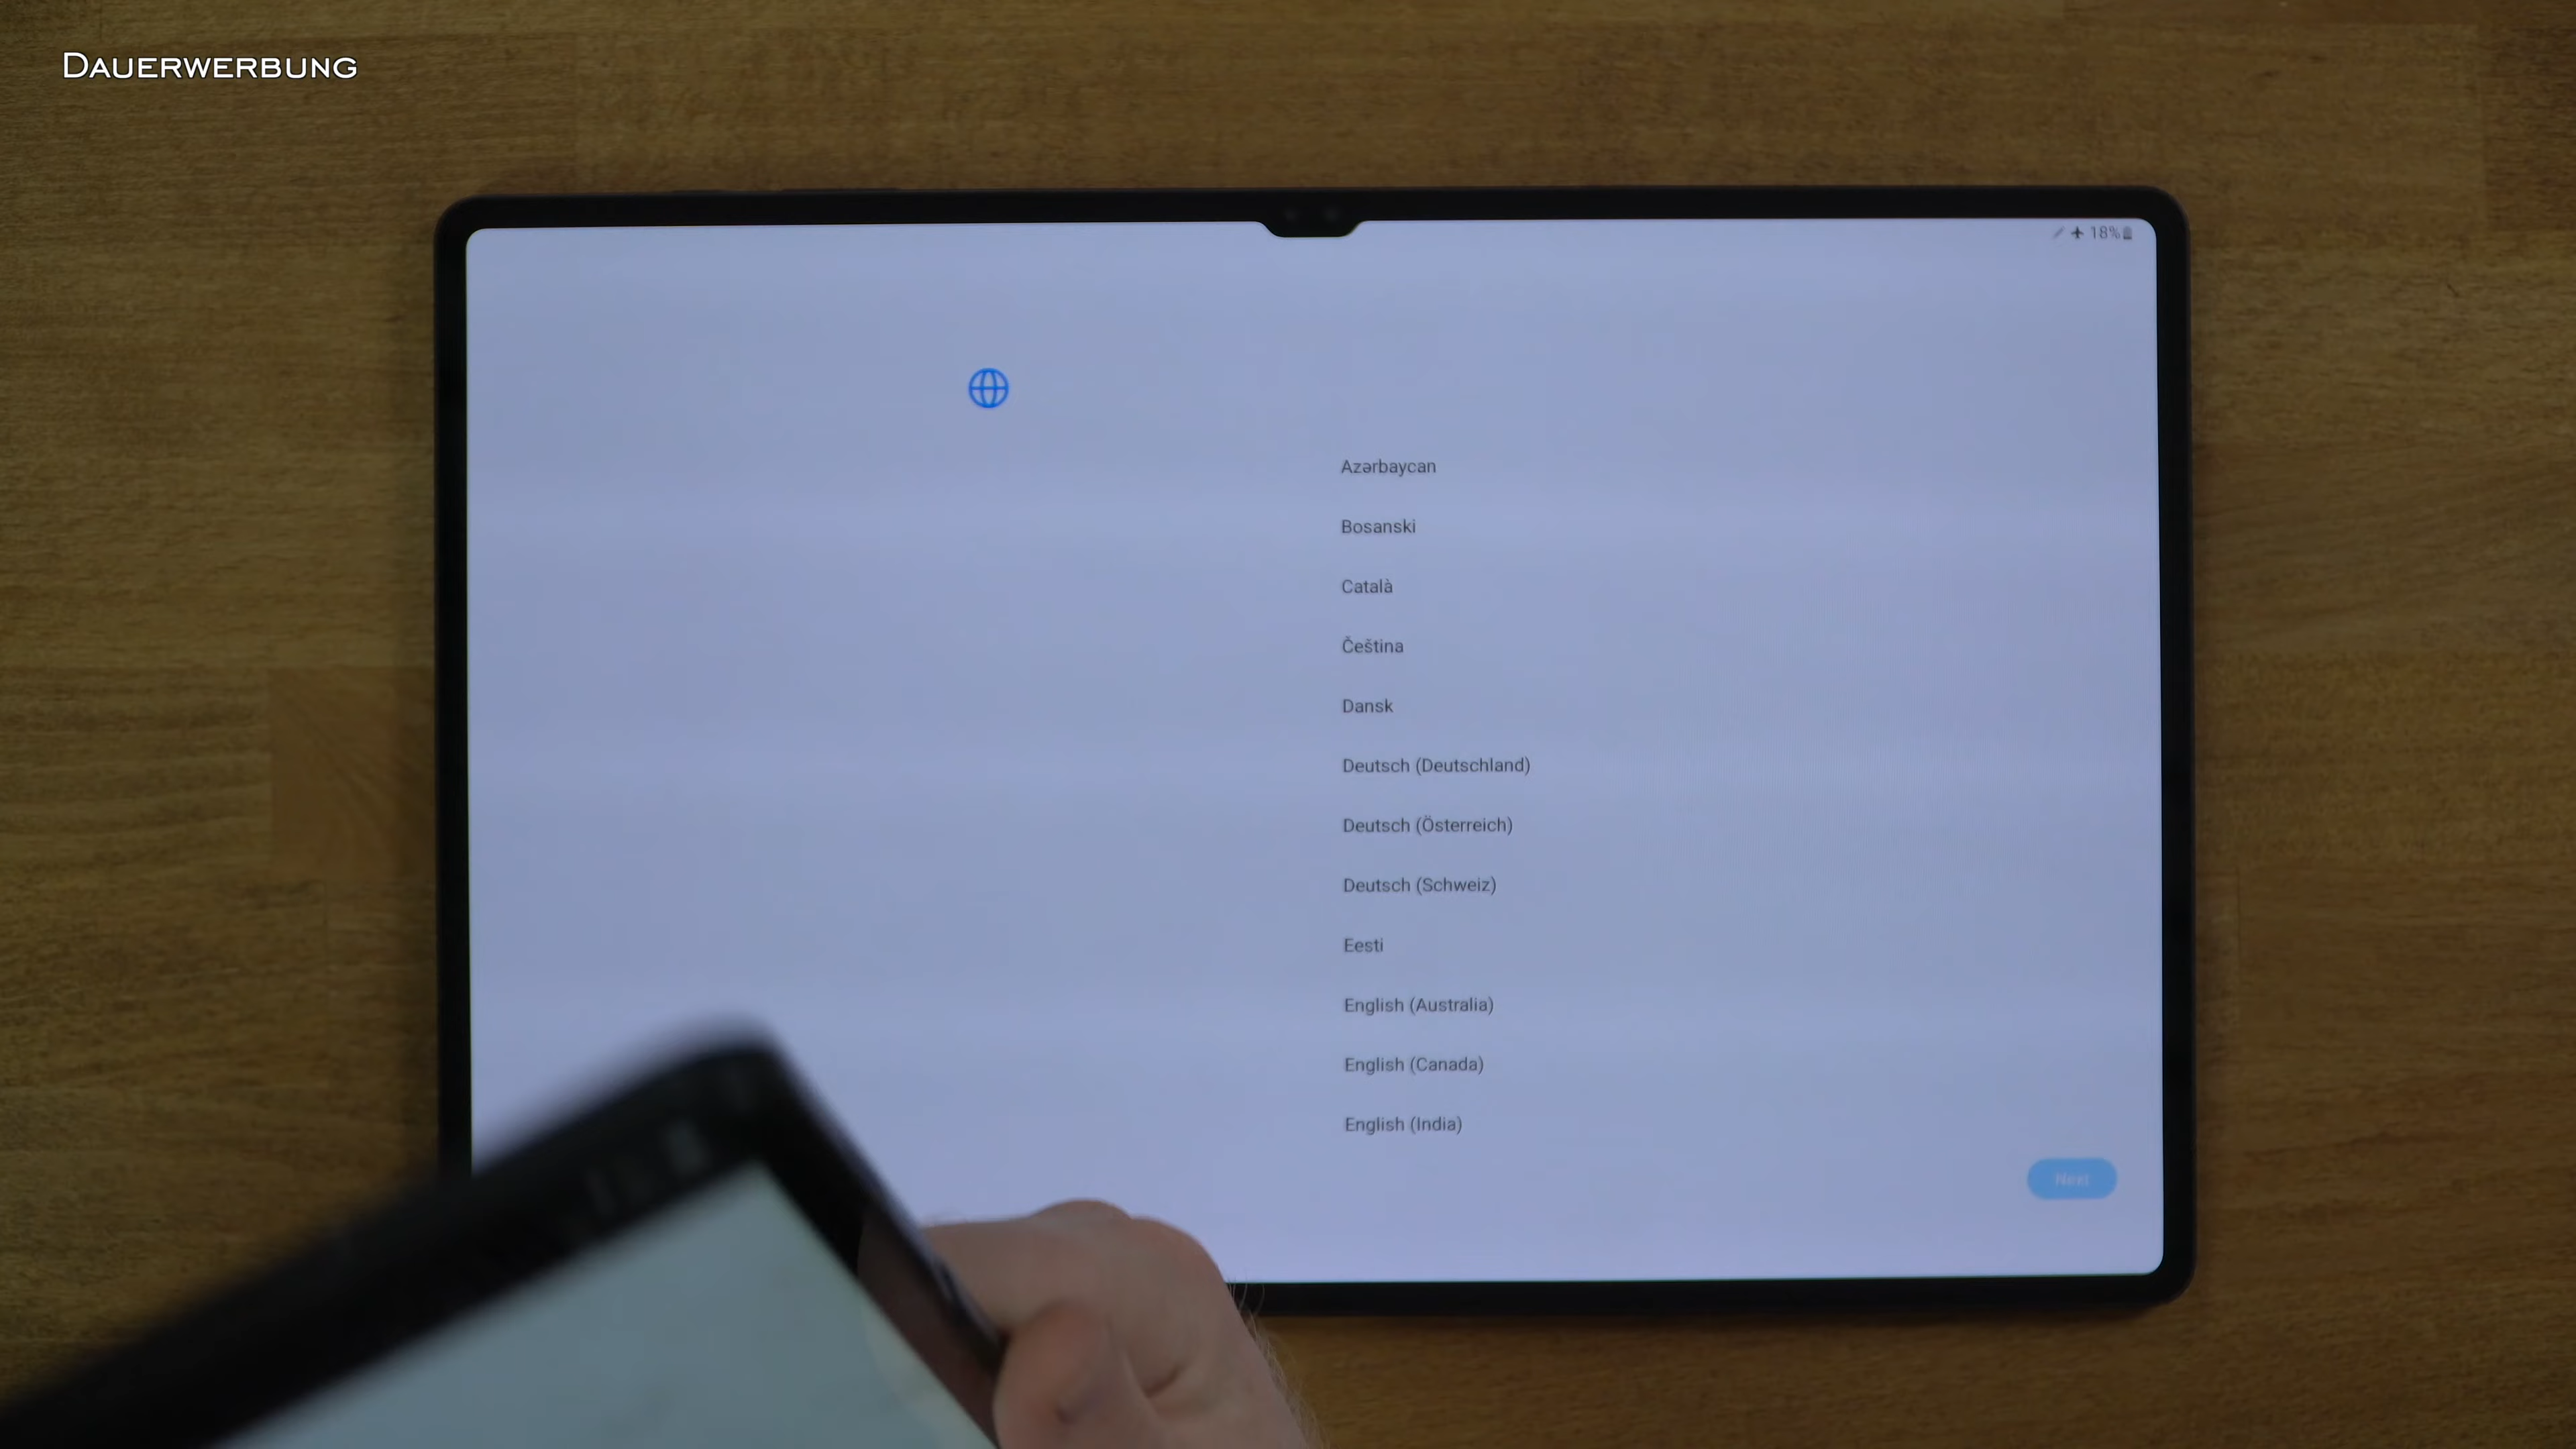 DAUERWERBUNG
18%
Azərbaycan
Bosanski
Català
Čeština
Dansk
Deutsch (Deutschland)
Deutsch (Österreich)
Deutsch (Schweiz)
Eesti
English (Australia)
English (Canada)
English (India)
Next